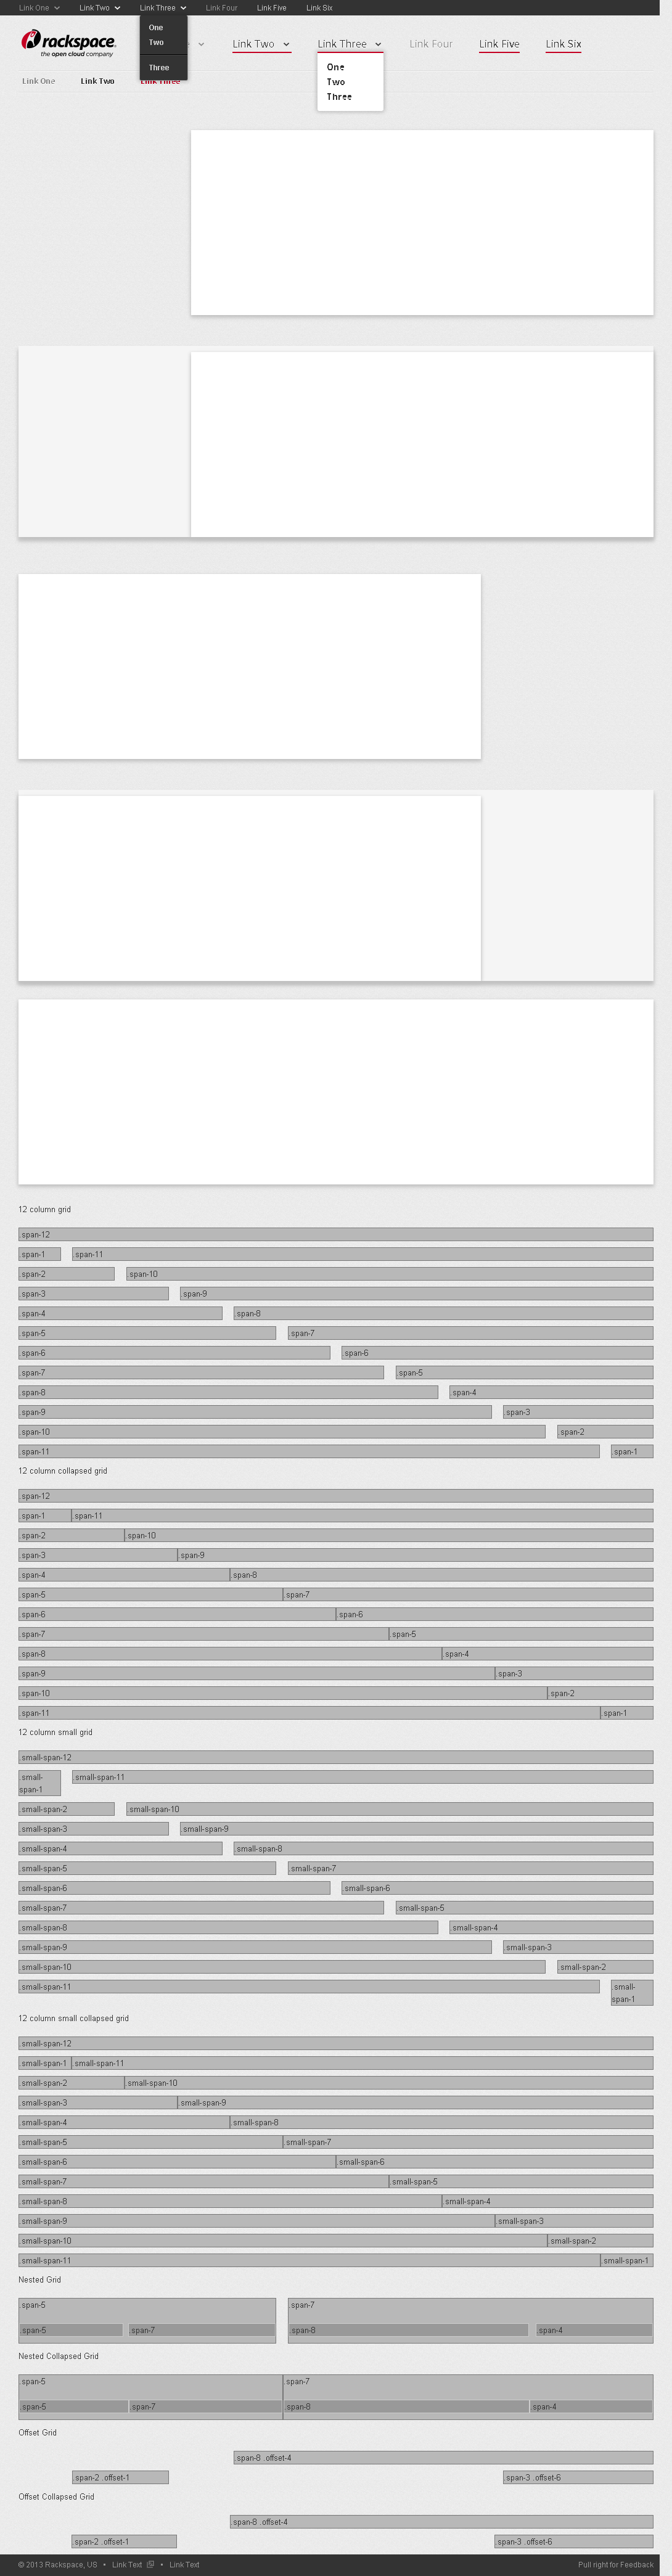 Link One Link Two Link Three Link Four Link Five Link Six
One
Two
Three
rackspace.
the open cloud company
Link Two Link Three Link Four Link Five Link Six
One
Two
Three
Link One Link Two Link Three
12 column grid
.span-12
.span-1 .span-11
.span-2 .span-10
.span-3 .span-9
.span-4 .span-8
.span-5 .span-7
.span-6 .span-6
.span-7 .span-5
.span-8 .span-4
.span-9 .span-3
.span-10 .span-2
.span-11 .span-1
12 column collapsed grid
.span-12
.span-1 .span-11
.span-2 .span-10
.span-3 .span-9
.span-4 .span-8
.span-5 .span-7
.span-6 .span-6
.span-7 .span-5
.span-8 .span-4
.span-9 .span-3
.span-10 .span-2
.span-11 .span-1
12 column small grid
.small-span-12
.small-span-1 .small-span-11
.small-span-2 .small-span-10
.small-span-3 .small-span-9
.small-span-4 .small-span-8
.small-span-5 .small-span-7
.small-span-6 .small-span-6
.small-span-7 .small-span-5
.small-span-8 .small-span-4
.small-span-9 .small-span-3
.small-span-10 .small-span-2
.small-span-11 .small-span-1
12 column small collapsed grid
.small-span-12
.small-span-1 .small-span-11
.small-span-2 .small-span-10
.small-span-3 .small-span-9
.small-span-4 .small-span-8
.small-span-5 .small-span-7
.small-span-6 .small-span-6
.small-span-7 .small-span-5
.small-span-8 .small-span-4
.small-span-9 .small-span-3
.small-span-10 .small-span-2
.small-span-11 .small-span-1
Nested Grid
.span-5 .span-7
.span-5 .span-7 .span-8 .span-4
Nested Collapsed Grid
.span-5 .span-7
.span-5 .span-7 .span-8 .span-4
Offset Grid
.span-8 .offset-4
.span-2 .offset-1 .span-3 .offset-6
Offset Collapsed Grid
.span-8 .offset-4
.span-2 .offset-1 .span-3 .offset-6
© 2013 Rackspace, US • Link Text • Link Text Pull right for Feedback